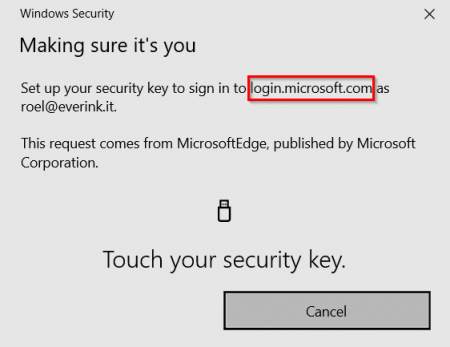 Windows Security
Making sure it's you
Set up your security key to sign in to login.microsoft.com as
roel@everink.it.
This request comes from MicrosoftEdge, published by Microsoft
Corporation.
Touch your security key.
Cancel